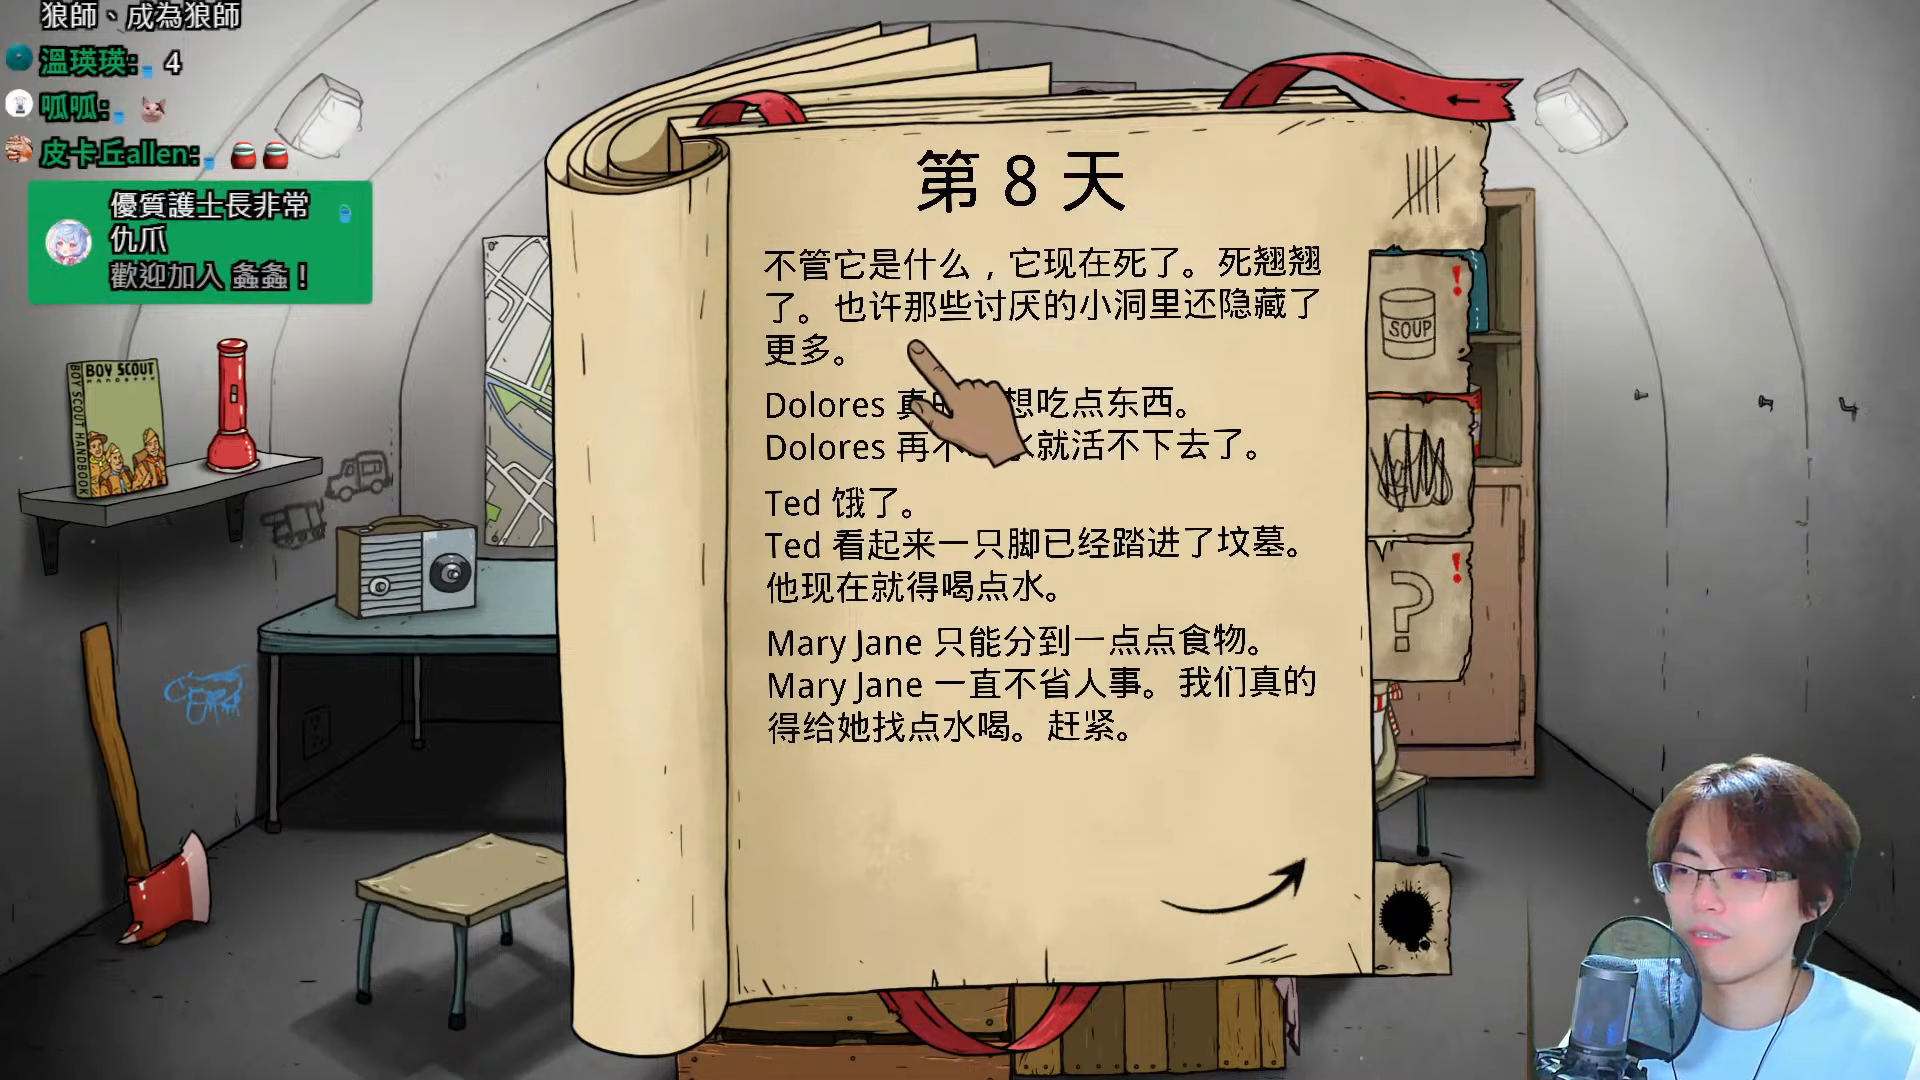 狼師、成為狼師
溫瑛瑛: 4
呱呱:
皮卡丘allen:
優質護士長非常
仇爪
歡迎加入 螽螽！
BOY SCOUT
HANDBOOK
BOY SCOUT HANDBOOK
第 8 天
不管它是什么，它现在死了。死翘翘
了。也许那些讨厌的小洞里还隐藏了
更多。
Dolores 真 想吃点东西。
Dolores 再不 水就活不下去了。
Ted 饿了。
Ted 看起来一只脚已经踏进了坟墓。
他现在就得喝点水。
Mary Jane 只能分到一点点食物。
Mary Jane 一直不省人事。我们真的
得给她找点水喝。赶紧。
!
SOUP
!
?